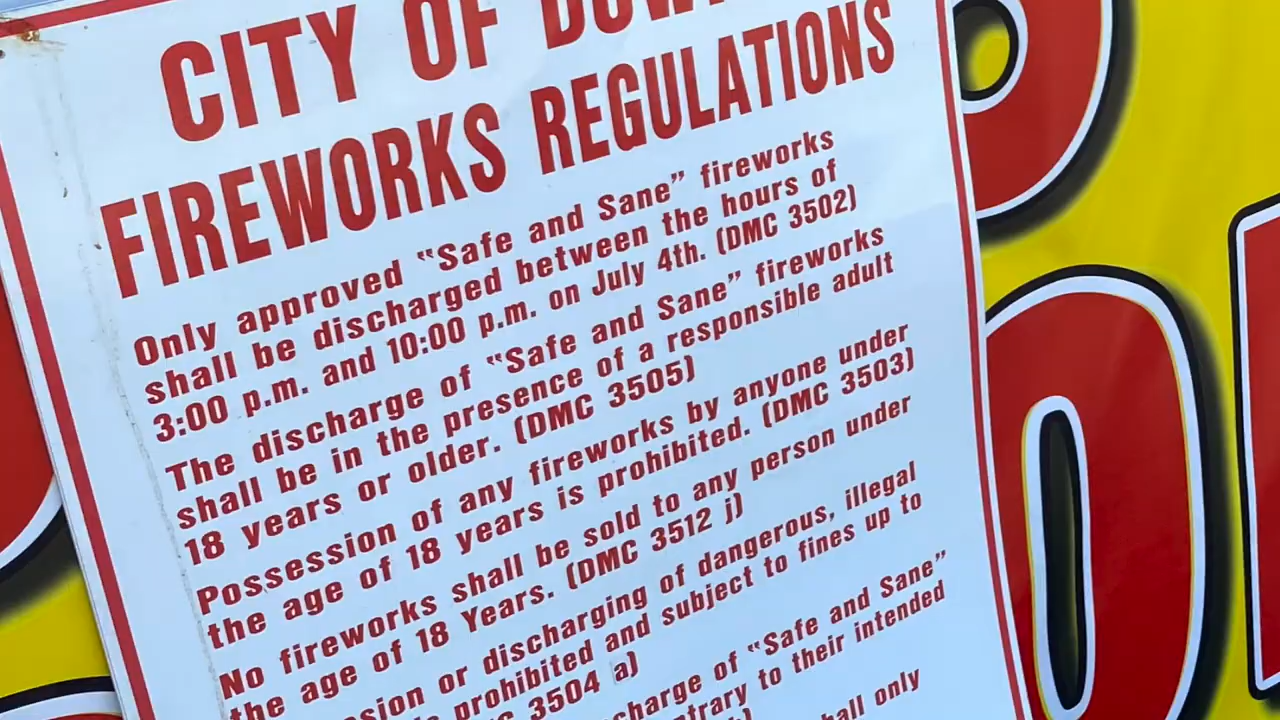 CITY OF
FIREWORKS REGULATIONS
Only approved “Safe and Sane” fireworks
shall be discharged between the hours of
3:00 p.m. and 10:00 p.m. on July 4th. (DMC 3502)
The discharge of “Safe and Sane” fireworks
shall be in the presence of a responsible adult
18 years or older. (DMC 3505)
Possession of any fireworks by anyone under
the age of 18 years is prohibited. (DMC 3503)
No fireworks shall be sold to any person under
the age of 18 Years. (DMC 3512 j)
or discharging of dangerous, illegal
prohibited and subject to fines up to
3504 a)
of “Safe and Sane”
to their intended
only